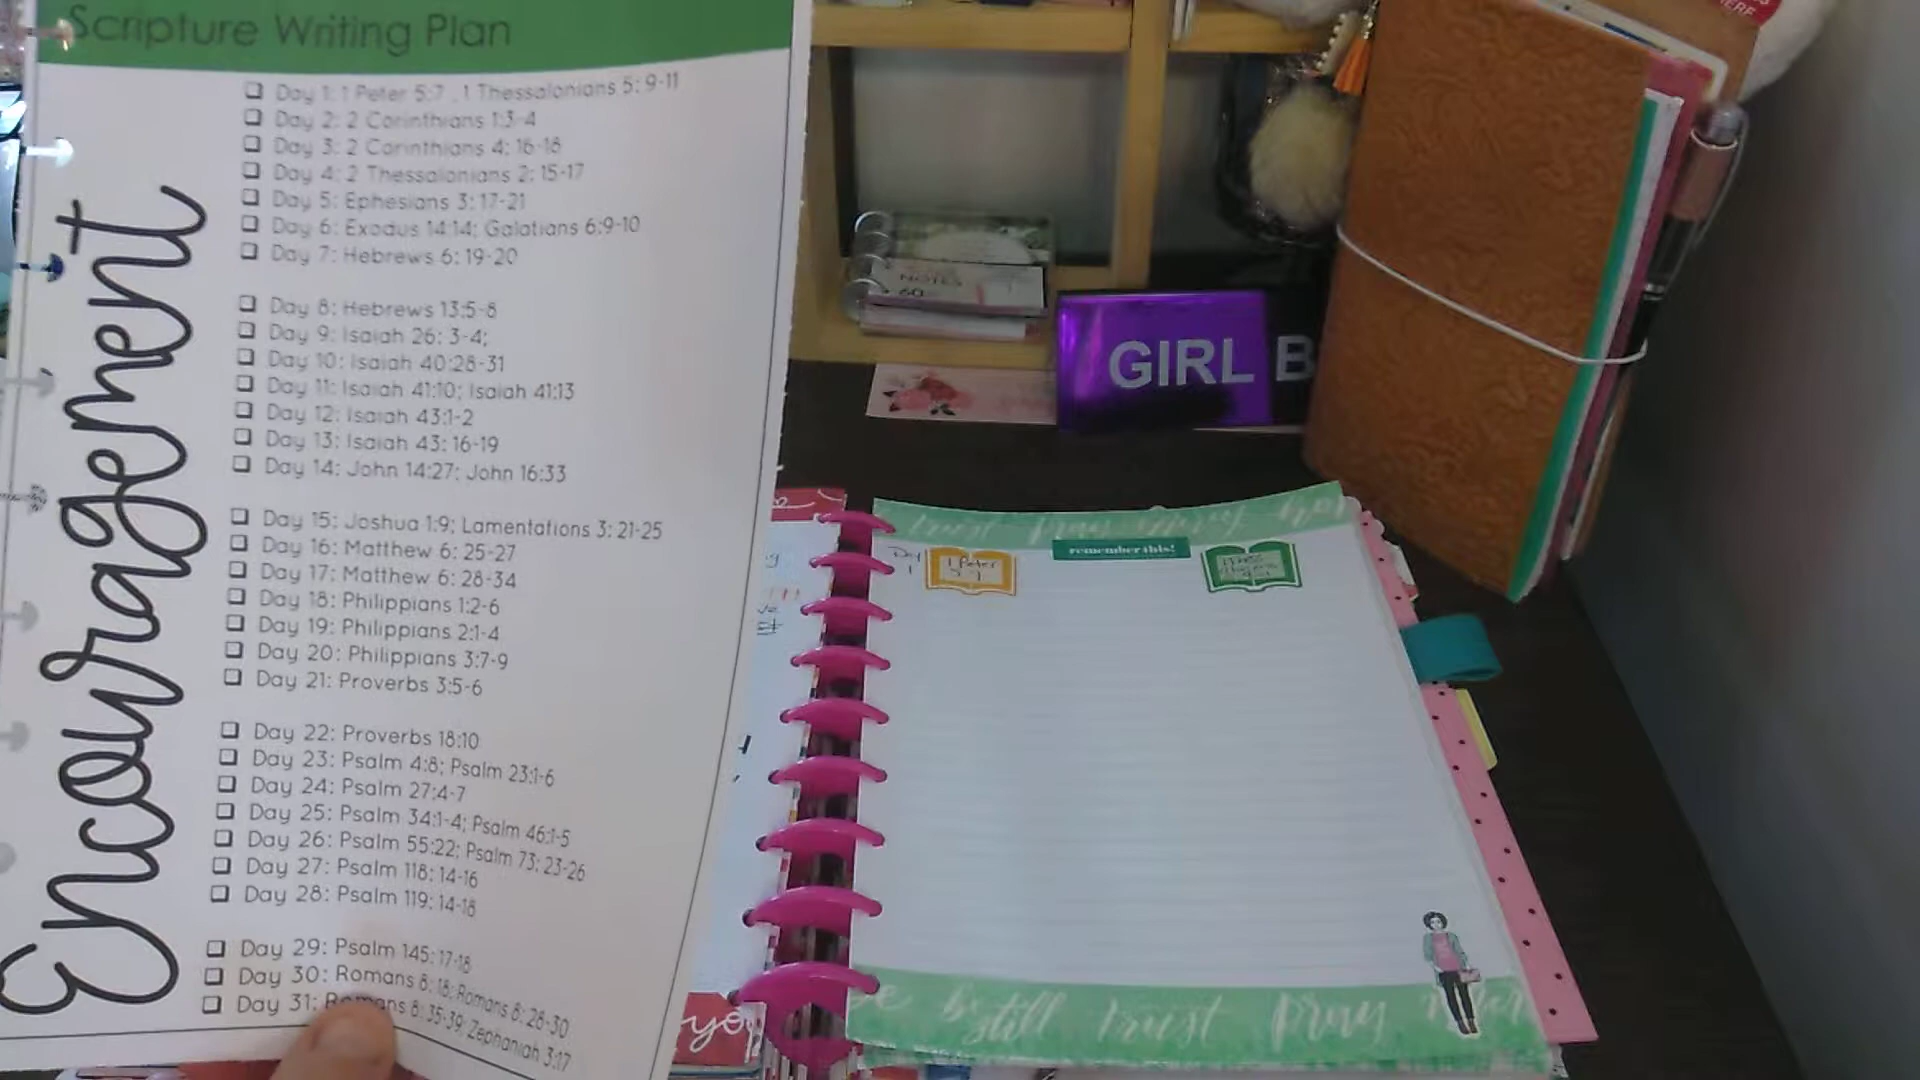 Scripture Writing Plan
Encouragement
Day 1: 1 Peter 5:7 , 1 Thessalonians 5: 9-11
Day 2: 2 Corinthians 1:3-4
Day 3: 2 Corinthians 4: 16-18
Day 4: 2 Thessalonians 2: 15-17
Day 5: Ephesians 3: 17-21
Day 6: Exodus 14:14; Galatians 6:9-10
Day 7: Hebrews 6: 19-20
Day 8: Hebrews 13:5-8
Day 9: Isaiah 26: 3-4;
Day 10: Isaiah 40:28-31
Day 11: Isaiah 41:10; Isaiah 41:13
Day 12: Isaiah 43:1-2
Day 13: Isaiah 43: 16-19
Day 14: John 14:27; John 16:33
Day 15: Joshua 1:9; Lamentations 3: 21-25
Day 16: Matthew 6: 25-27
Day 17: Matthew 6: 28-34
Day 18: Philippians 1:2-6
Day 19: Philippians 2:1-4
Day 20: Philippians 3:7-9
Day 21: Proverbs 3:5-6
Day 22: Proverbs 18:10
Day 23: Psalm 4:8; Psalm 23:1-6
Day 24: Psalm 27:4-7
Day 25: Psalm 34:1-4; Psalm 46:1-5
Day 26: Psalm 55:22; Psalm 73: 23-26
Day 27: Psalm 118: 14-16
Day 28: Psalm 119: 14-18
Day 29: Psalm 145: 17-18
Day 30: Romans 8: 18; Romans 8: 28-30
Day 31: Romans 8: 35-39; Zephaniah 3:17
NOTES
60
GIRL B
remember this!
Day 1
1 Peter
5:7
be still trust pray